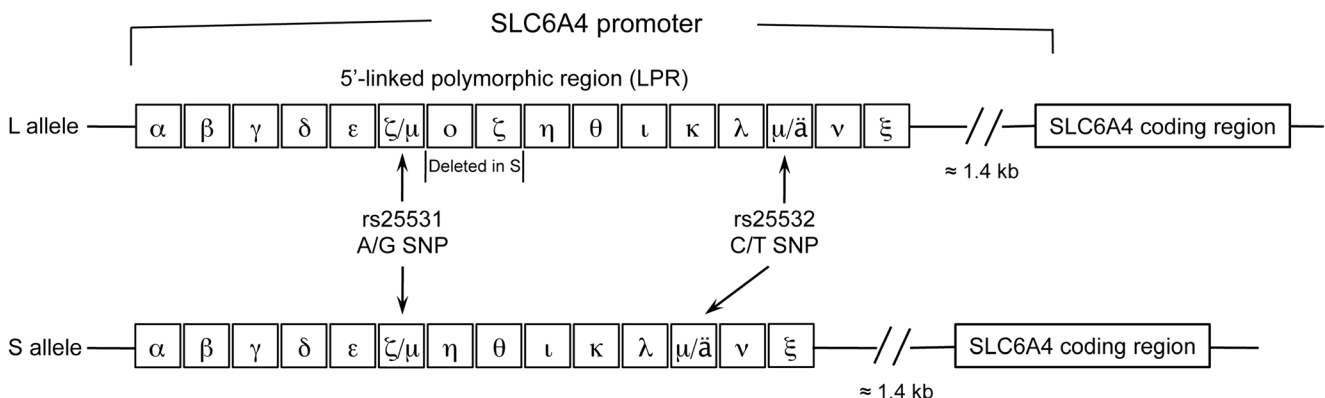 SLC6A4 promoter
5'-linked polymorphic region (LPR)
L allele α β γ δ ε ζ/μ ο ζ η θ ι κ λ μ/ä ν ξ SLC6A4 coding region
Deleted in S
≈ 1.4 kb
rs25531
A/G SNP
rs25532
C/T SNP
S allele α β γ δ ε ζ/μ η θ ι κ λ μ/ä ν ξ SLC6A4 coding region
≈ 1.4 kb